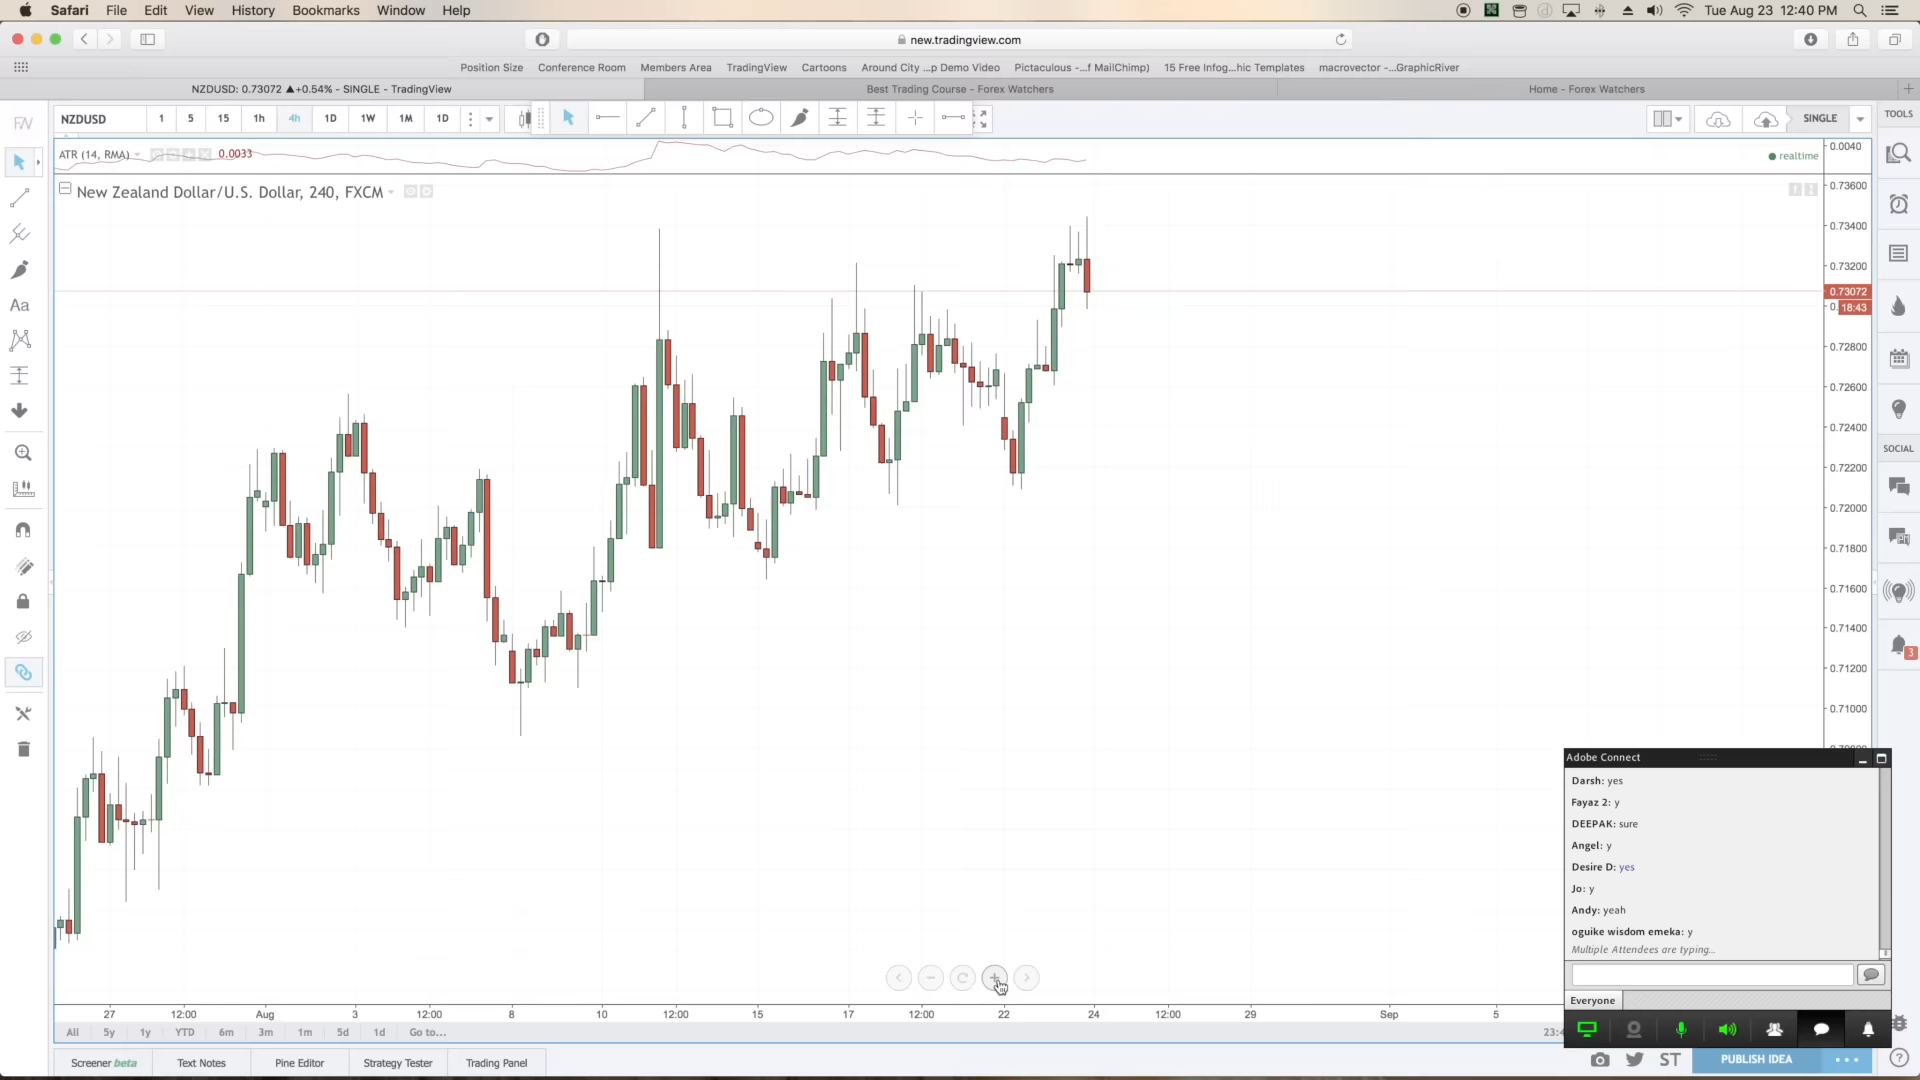 Safari File Edit View History Bookmarks Window Help Tue Aug 23 12:40 PM
new.tradingview.com
Position Size Conference Room Members Area TradingView Cartoons Around City ...p Demo Video Pictaculous -...f MailChimp) 15 Free Infog...hic Templates macrovector -...GraphicRiver
NZDUSD: 0.73072 ▲+0.54% - SINGLE - TradingView Best Trading Course - Forex Watchers Home - Forex Watchers
FW NZDUSD 1 5 15 1h 4h 1D 1W 1M 1D SINGLE TOOLS
ATR (14, RMA) 0.0033 realtime 0.0040
New Zealand Dollar/U.S. Dollar, 240, FXCM
0.73600
0.73400
0.73200
0.73072
18:43
0.72800
0.72600
0.72400
0.72200
0.72000
0.71800
0.71600
0.71400
0.71200
0.71000
Aa
SOCIAL
3
Adobe Connect
Darsh: yes
Fayaz 2: y
DEEPAK: sure
Angel: y
Desire D: yes
Jo: y
Andy: yeah
oguike wisdom emeka: y
Multiple Attendees are typing...
Everyone
27 12:00 Aug 3 12:00 8 10 12:00 15 17 12:00 22 24 12:00 29 Sep 5
All 5y 1y YTD 6m 3m 1m 5d 1d Go to...
Screener beta Text Notes Pine Editor Strategy Tester Trading Panel ST PUBLISH IDEA